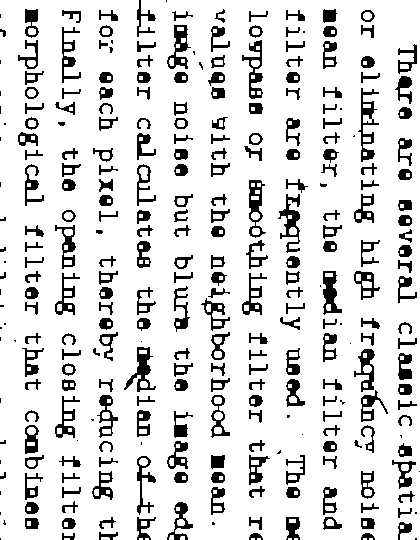 There are several classic spatial
or eliminating high frequency noise
mean filter, the median filter and
filter are frequently used. The me
lowpass or smoothing filter that re
values with the neighborhood mean.
image noise but blurs the image edg
filter calculates the median of the
for each pixel, thereby reducing th
Finally, the opening closing filter
morphological filter that combines